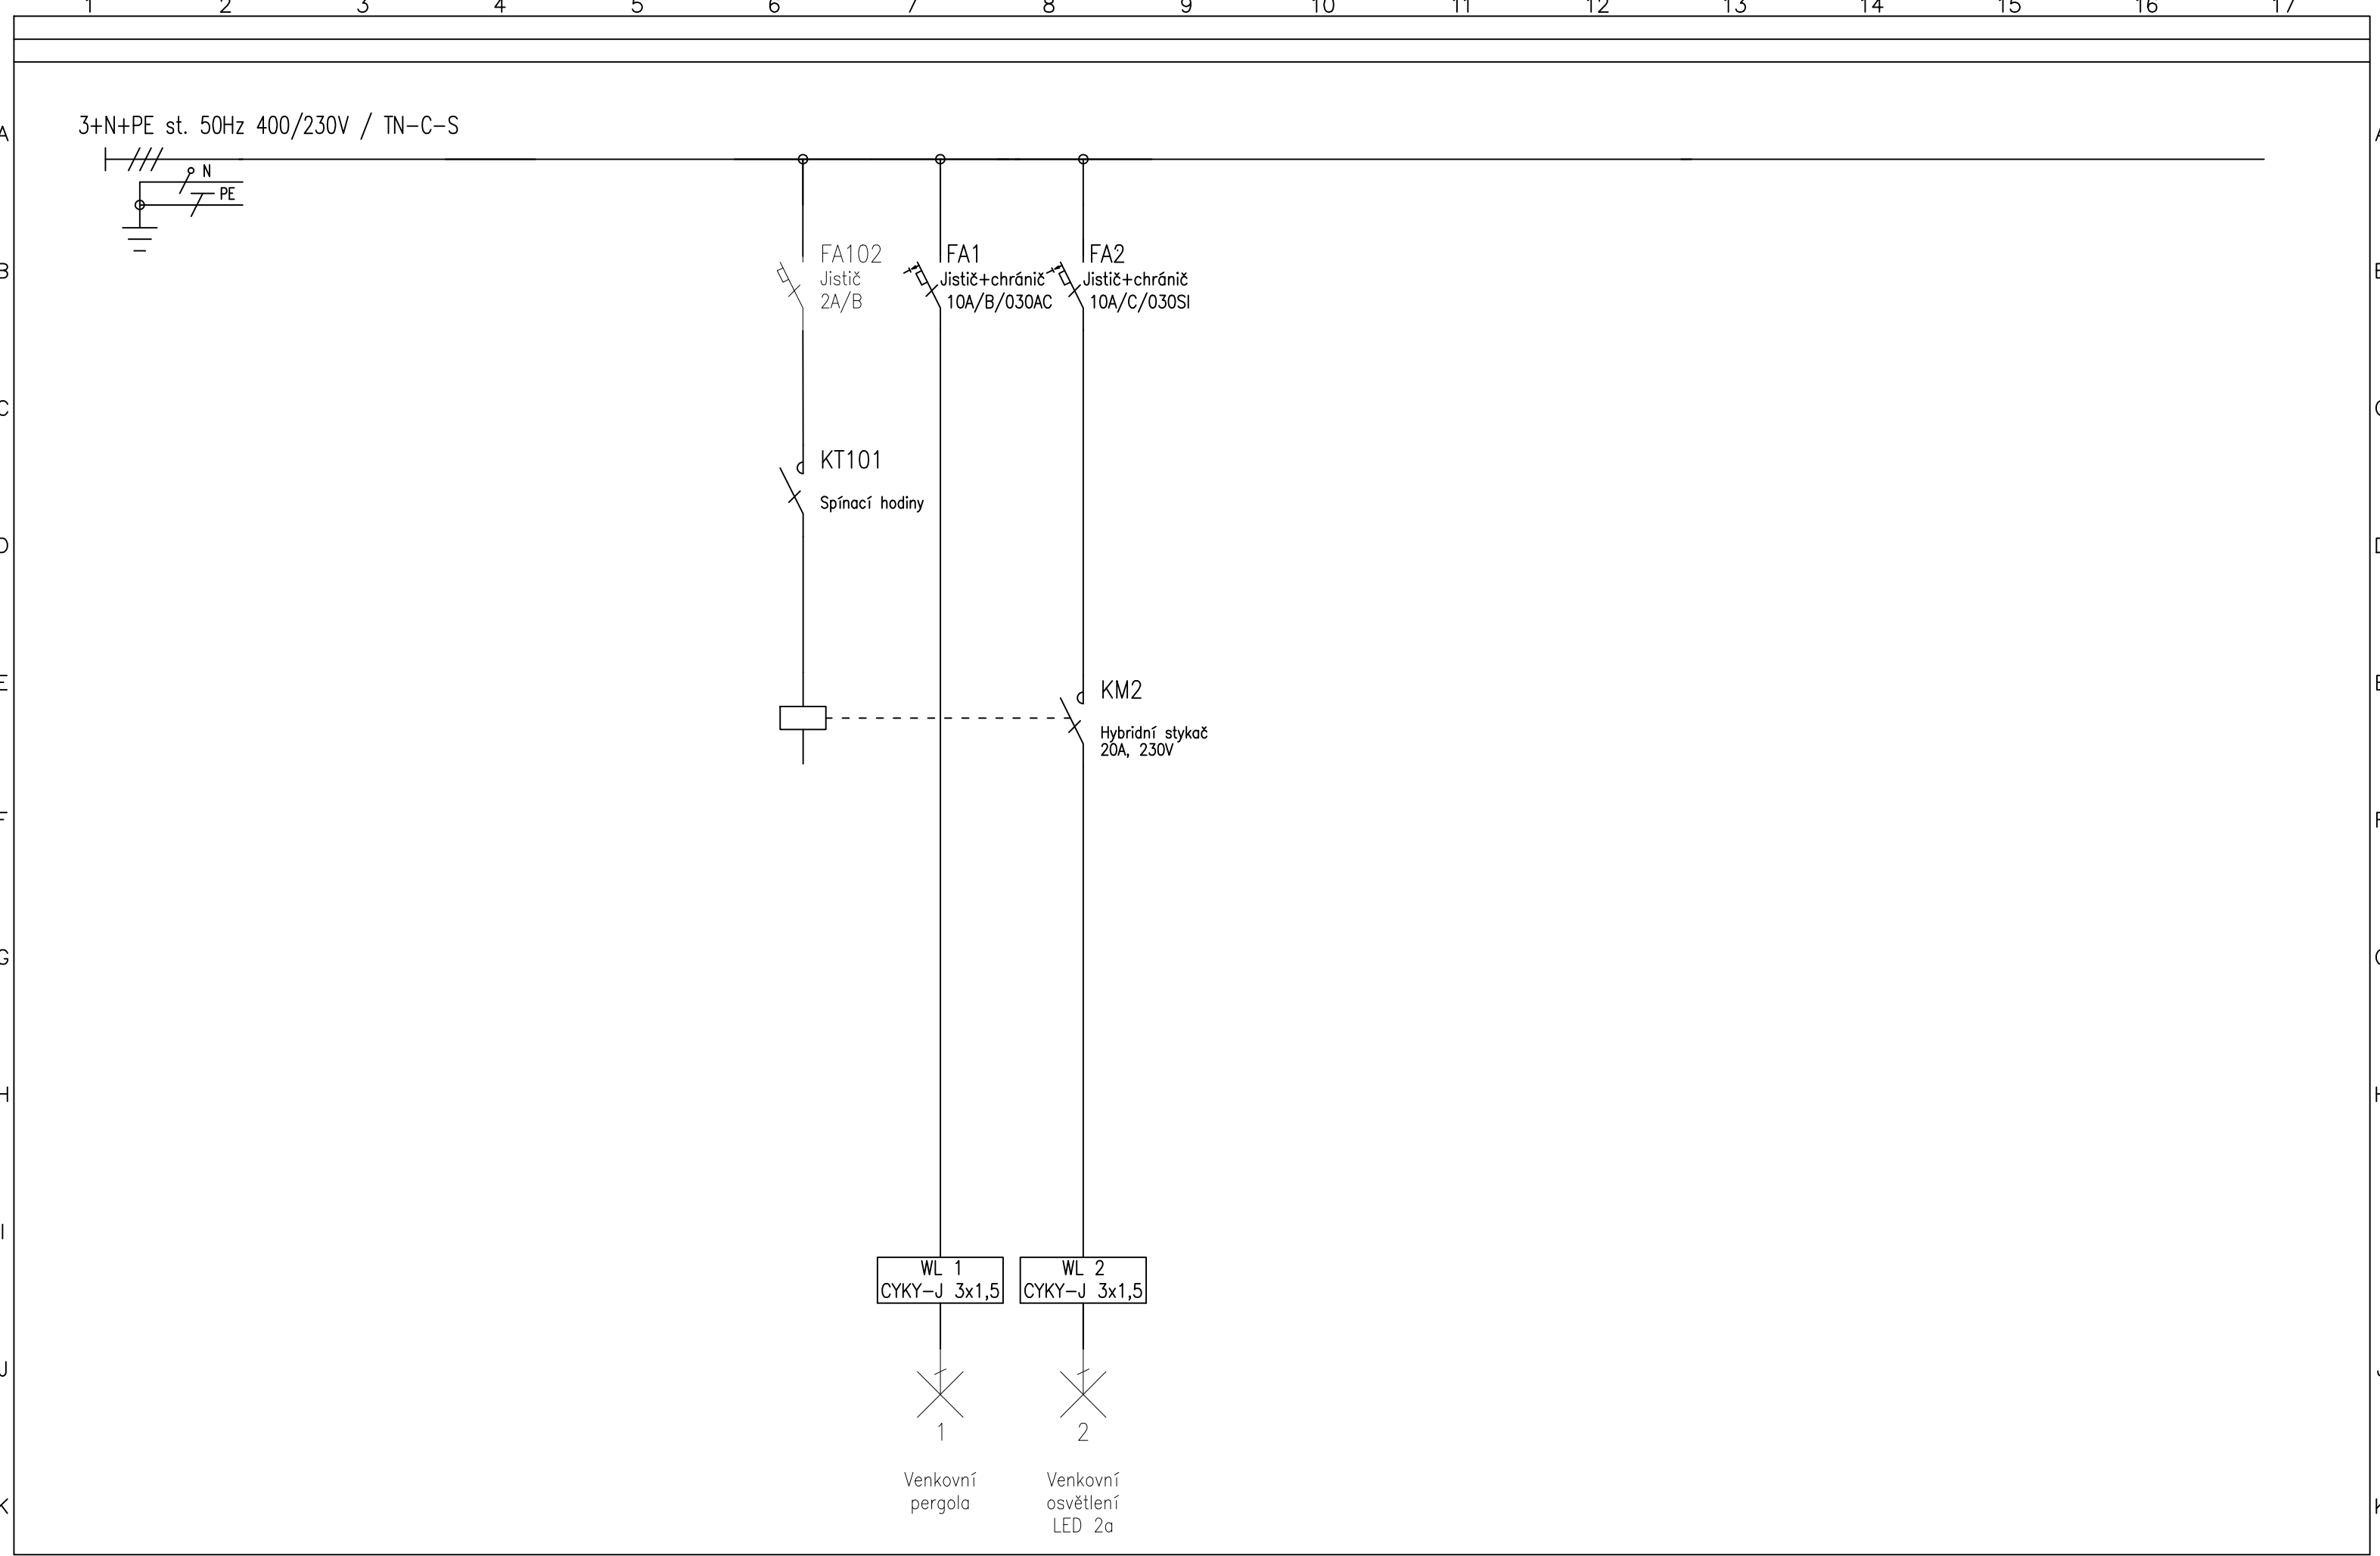 1 2 3 4 5 6 7 8 9 10 11 12 13 14 15 16 17
A
3+N+PE st. 50Hz 400/230V / TN-C-S
N
PE
B
FA102
Jistič
2A/B
FA1
Jistič+chránič
10A/B/030AC
FA2
Jistič+chránič
10A/C/030SI
C
KT101
Spínací hodiny
D
E
KM2
Hybridní stykač
20A, 230V
F
G
H
I
WL 1
CYKY-J 3x1,5
WL 2
CYKY-J 3x1,5
J
1
2
Venkovní
pergola
Venkovní
osvětlení
LED 2a
K